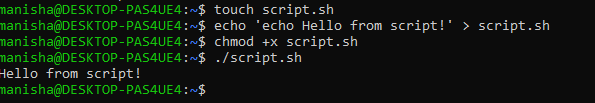 manisha@DESKTOP-PAS4UE4:~$ touch script.sh
manisha@DESKTOP-PAS4UE4:~$ echo 'echo Hello from script!' > script.sh
manisha@DESKTOP-PAS4UE4:~$ chmod +x script.sh
manisha@DESKTOP-PAS4UE4:~$ ./script.sh
Hello from script!
manisha@DESKTOP-PAS4UE4:~$